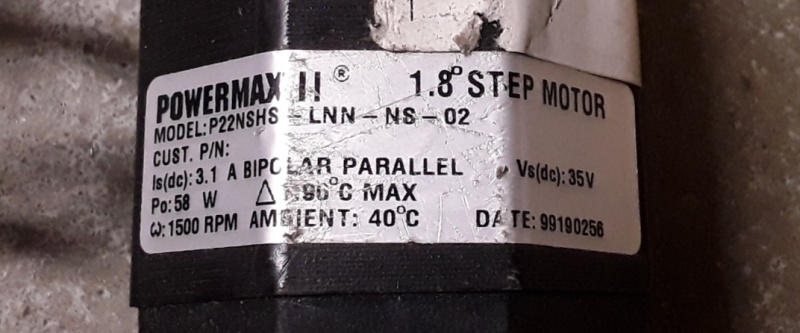 POWERMAX II ® 1.8° STEP MOTOR
MODEL: P22NSHS-LNN-NS-02
CUST. P/N:
Is(dc): 3.1 A BIPOLAR PARALLEL Vs(dc): 35V
Po: 58 W Δ MAX
ω: 1500 RPM AMBIENT: 40°C DATE: 99190256